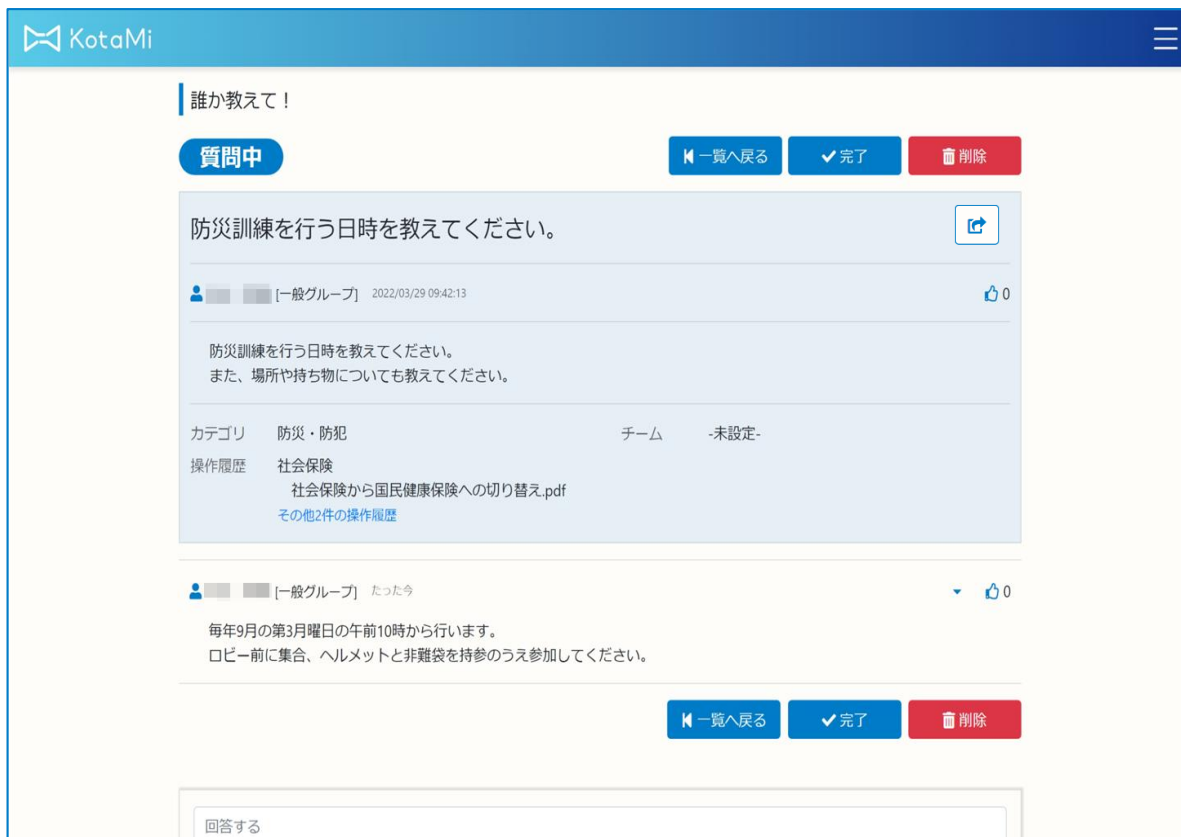 KotaMi
誰か教えて！
質問中
一覧へ戻る
完了
削除
防災訓練を行う日時を教えてください。
[一般グループ] 2022/03/29 09:42:13
0
防災訓練を行う日時を教えてください。
また、場所や持ち物についても教えてください。
カテゴリ 防災・防犯 チーム -未設定-
操作履歴 社会保険
社会保険から国民健康保険への切り替え.pdf
その他2件の操作履歴
[一般グループ] たった今
0
毎年9月の第3月曜日の午前10時から行います。
ロビー前に集合、ヘルメットと非難袋を持参のうえ参加してください。
一覧へ戻る
完了
削除
回答する